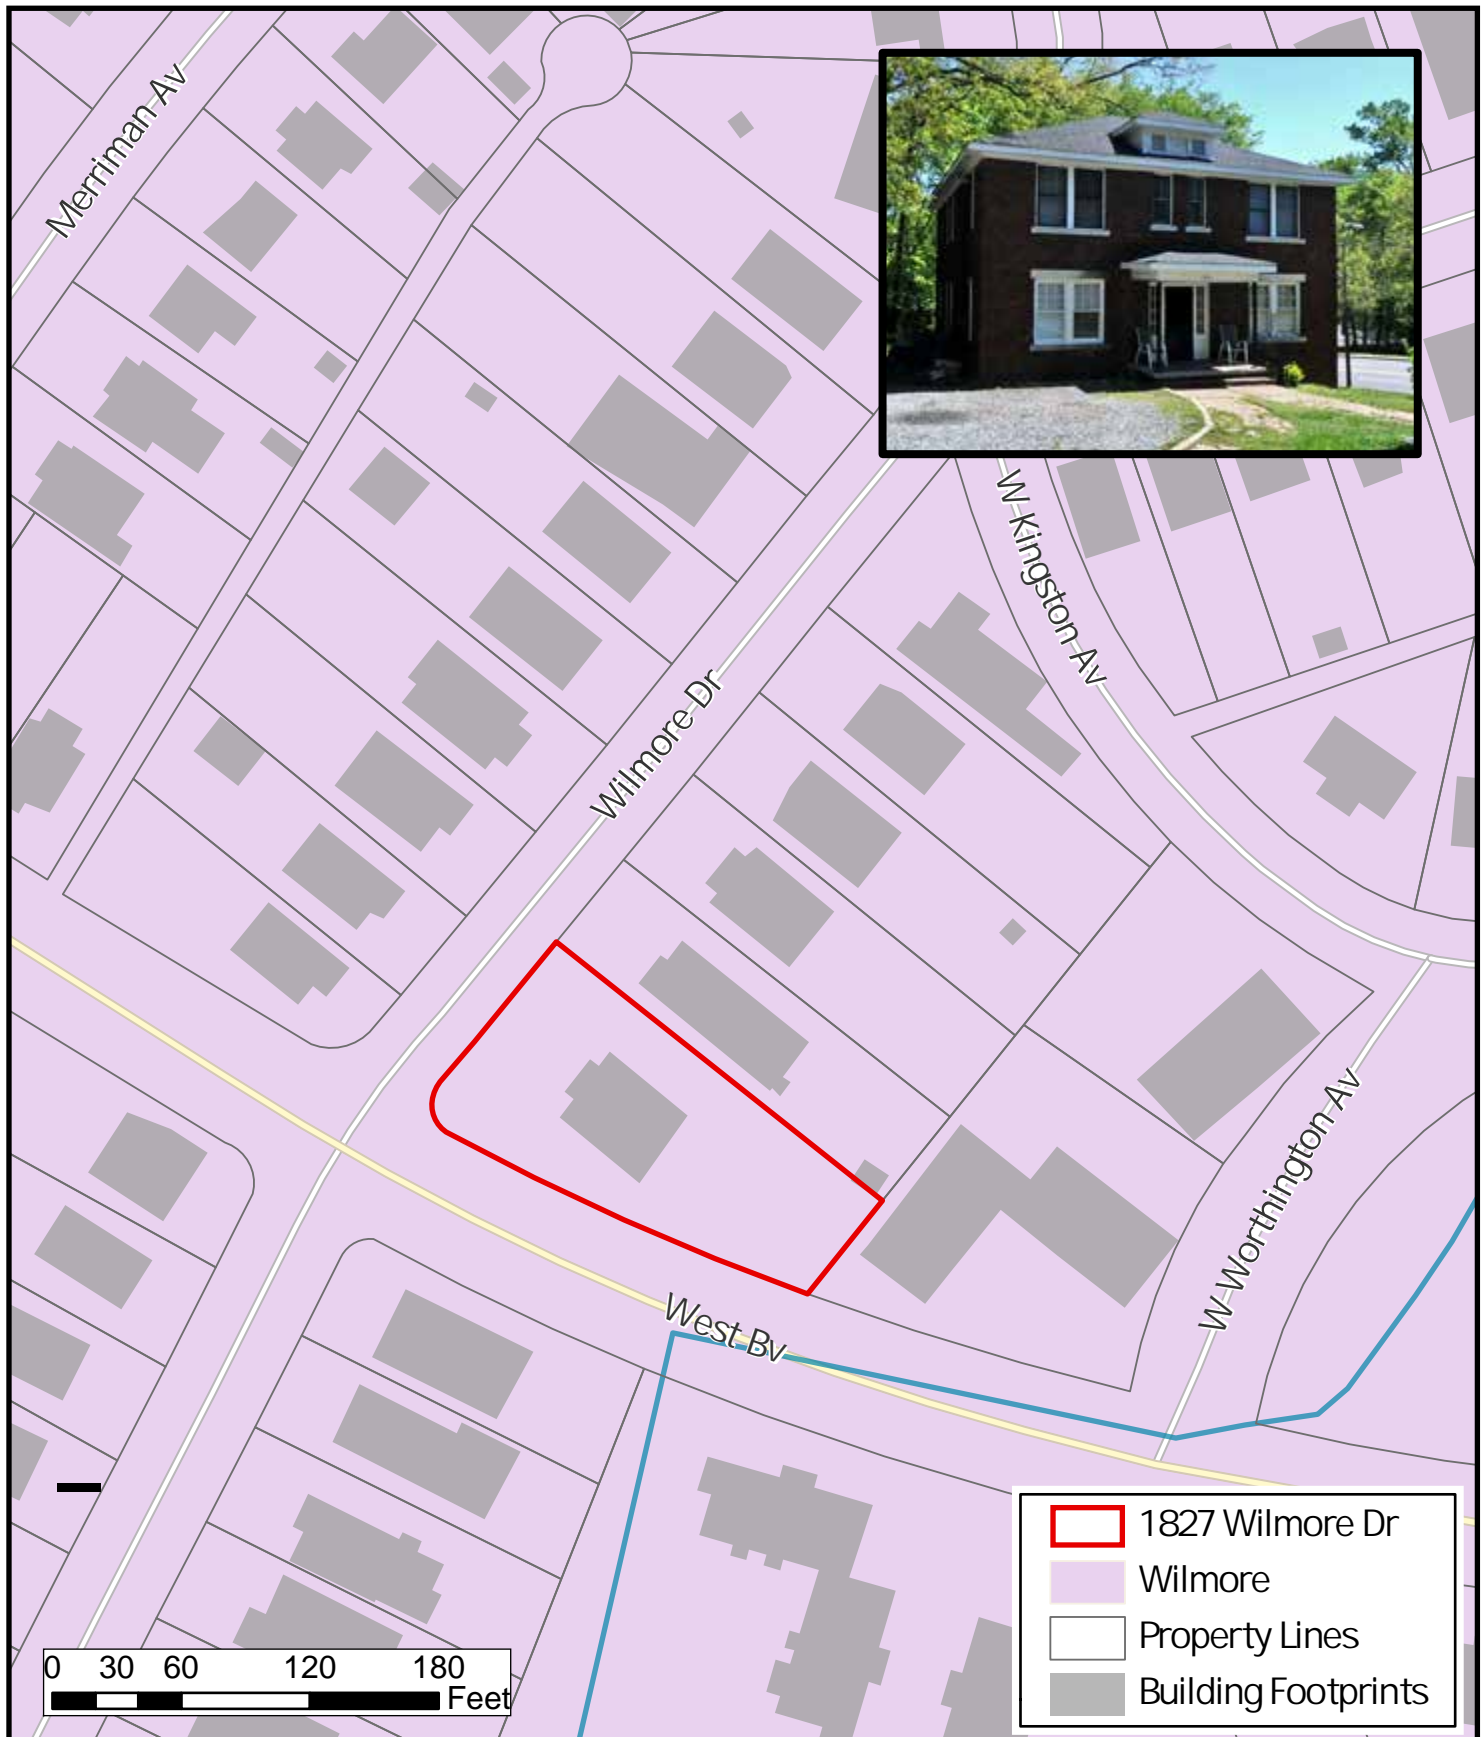 Merriman Av
W Kingston Av
Wilmore Dr
W Worthington Av
West Bv
1827 Wilmore Dr
Wilmore
Property Lines
Building Footprints
0 30 60 120 180
Feet